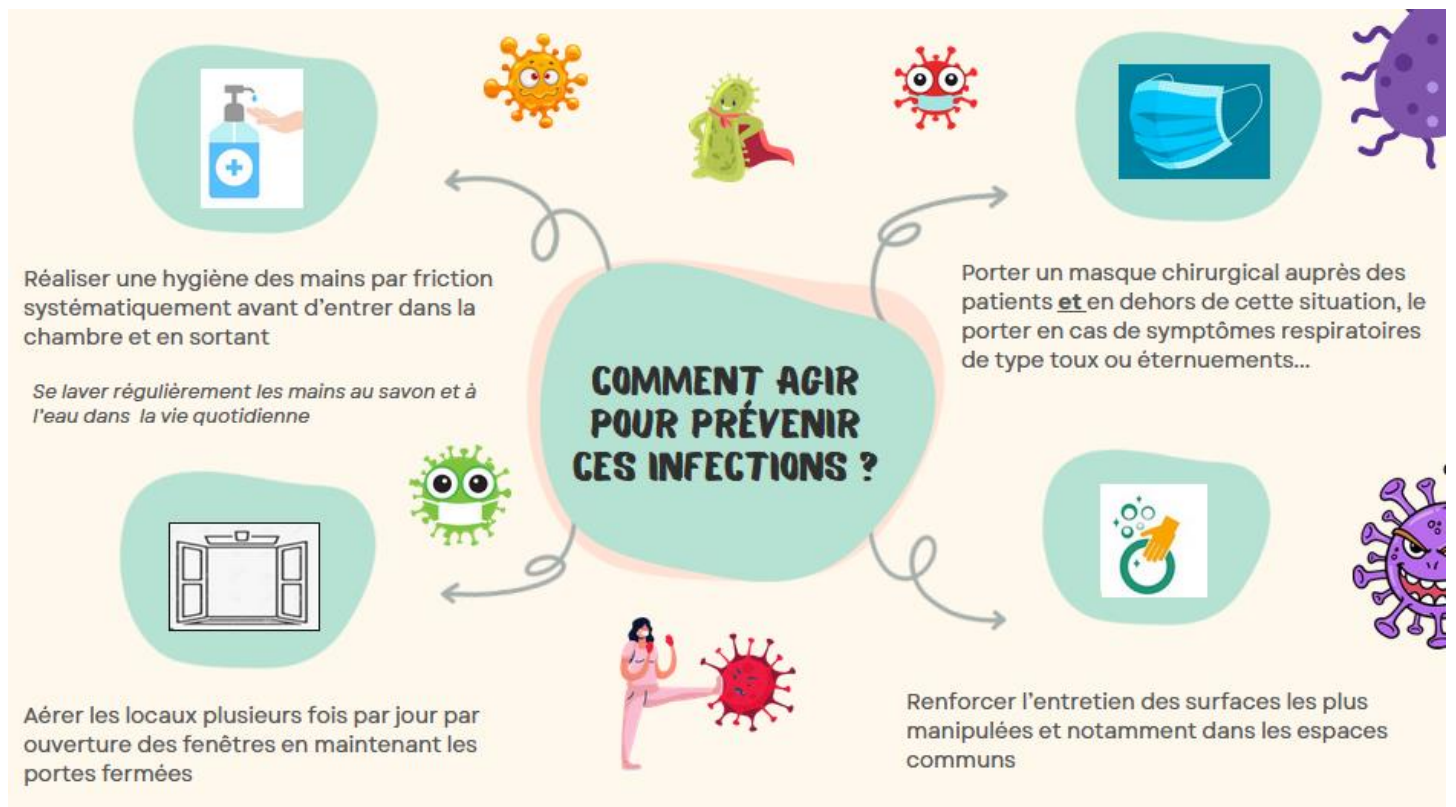 Réaliser une hygiène des mains par friction
systématiquement avant d'entrer dans la
chambre et en sortant
Se laver régulièrement les mains au savon et à
l'eau dans la vie quotidienne
Porter un masque chirurgical auprès des
patients et en dehors de cette situation, le
porter en cas de symptômes respiratoires
de type toux ou éternuements...
COMMENT AGIR
POUR PRÉVENIR
CES INFECTIONS ?
Aérer les locaux plusieurs fois par jour par
ouverture des fenêtres en maintenant les
portes fermées
Renforcer l'entretien des surfaces les plus
manipulées et notamment dans les espaces
communs